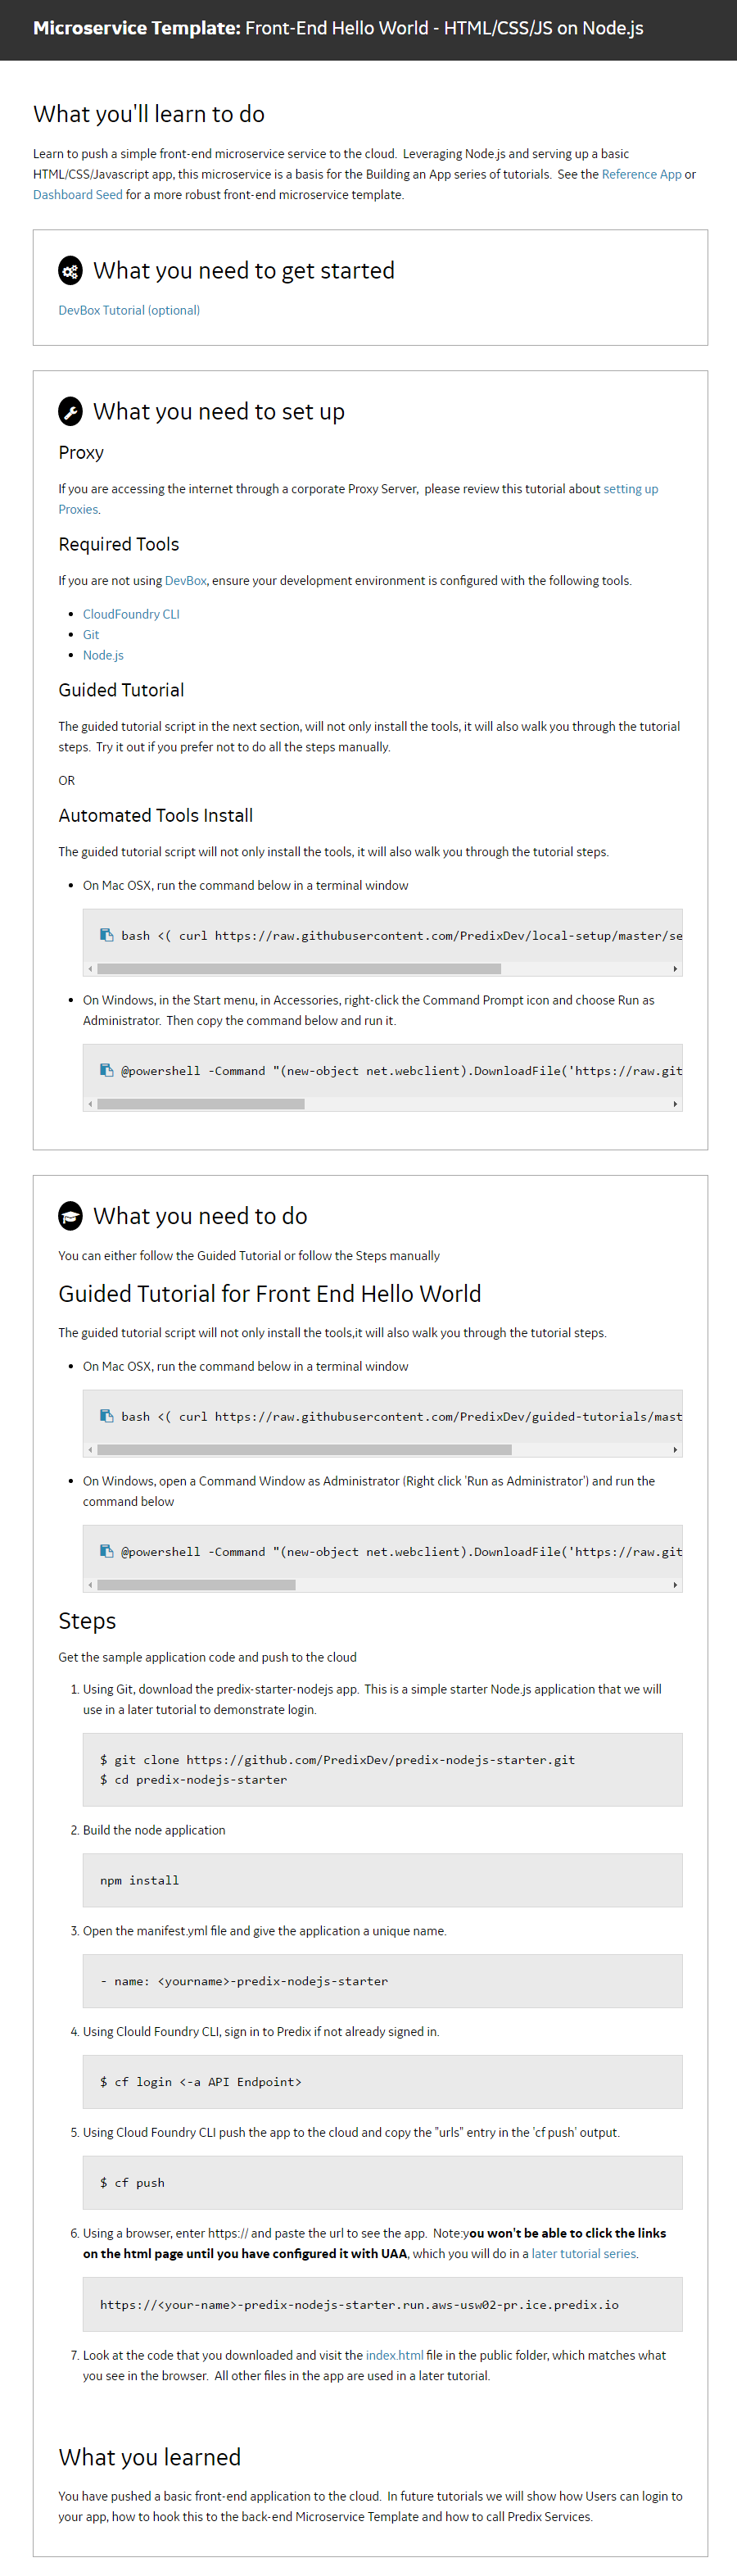 Microservice Template: Front-End Hello World - HTML/CSS/JS on Node.js
What you'll learn to do
Learn to push a simple front-end microservice service to the cloud.  Leveraging Node.js and serving up a basic
HTML/CSS/Javascript app, this microservice is a basis for the Building an App series of tutorials.  See the Reference App or
Dashboard Seed for a more robust front-end microservice template.
What you need to get started
DevBox Tutorial (optional)
What you need to set up
Proxy
If you are accessing the internet through a corporate Proxy Server,  please review this tutorial about setting up
Proxies.
Required Tools
If you are not using DevBox, ensure your development environment is configured with the following tools.
• CloudFoundry CLI
• Git
• Node.js
Guided Tutorial
The guided tutorial script in the next section, will not only install the tools, it will also walk you through the tutorial
steps.  Try it out if you prefer not to do all the steps manually.
OR
Automated Tools Install
The guided tutorial script will not only install the tools, it will also walk you through the tutorial steps.
• On Mac OSX, run the command below in a terminal window
bash <( curl https://raw.githubusercontent.com/PredixDev/local-setup/master/se
• On Windows, in the Start menu, in Accessories, right-click the Command Prompt icon and choose Run as
Administrator.  Then copy the command below and run it.
@powershell -Command "(new-object net.webclient).DownloadFile('https://raw.git
What you need to do
You can either follow the Guided Tutorial or follow the Steps manually
Guided Tutorial for Front End Hello World
The guided tutorial script will not only install the tools,it will also walk you through the tutorial steps.
• On Mac OSX, run the command below in a terminal window
bash <( curl https://raw.githubusercontent.com/PredixDev/guided-tutorials/mast
• On Windows, open a Command Window as Administrator (Right click 'Run as Administrator') and run the
command below
@powershell -Command "(new-object net.webclient).DownloadFile('https://raw.git
Steps
Get the sample application code and push to the cloud
1. Using Git, download the predix-starter-nodejs app.  This is a simple starter Node.js application that we will
use in a later tutorial to demonstrate login.
$ git clone https://github.com/PredixDev/predix-nodejs-starter.git
$ cd predix-nodejs-starter
2. Build the node application
npm install
3. Open the manifest.yml file and give the application a unique name.
- name: <yourname>-predix-nodejs-starter
4. Using Clould Foundry CLI, sign in to Predix if not already signed in.
$ cf login <-a API Endpoint>
5. Using Cloud Foundry CLI push the app to the cloud and copy the "urls" entry in the 'cf push' output.
$ cf push
6. Using a browser, enter https:// and paste the url to see the app.  Note:you won't be able to click the links
on the html page until you have configured it with UAA, which you will do in a later tutorial series.
https://<your-name>-predix-nodejs-starter.run.aws-usw02-pr.ice.predix.io
7. Look at the code that you downloaded and visit the index.html file in the public folder, which matches what
you see in the browser.  All other files in the app are used in a later tutorial.
What you learned
You have pushed a basic front-end application to the cloud.  In future tutorials we will show how Users can login to
your app, how to hook this to the back-end Microservice Template and how to call Predix Services.